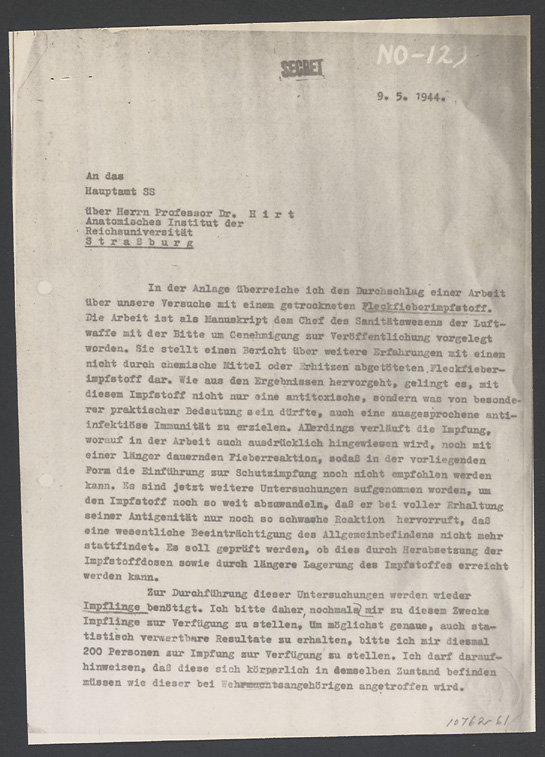 NO-123
SECRET
9. 5. 1944.
An das
Hauptamt SS
über Herrn Professor Dr. H i r t
Anatomisches Institut der
Reichsuniversität
S t r a ß b u r g
In der Anlage überreiche ich den Durchschlag einer Arbeit
über unsere Versuche mit einem getrockneten Fleckfieberimpfstoff.
Die Arbeit ist als Manuskript dem Chef des Sanitätswesens der Luft-
waffe mit der Bitte um Genehmigung zur Veröffentlichung vorgelegt
worden. Sie stellt einen Bericht über weitere Erfahrungen mit einem
nicht durch chemische Mittel oder Erhitzen abgetöteten Fleckfieber-
impfstoff dar. Wie aus den Ergebnissen hervorgeht, gelingt es, mit
diesem Impfstoff nicht nur eine antitoxische, sondern was von besonde-
rer praktischer Bedeutung sein dürfte, auch eine ausgesprochene anti-
infektiöse Immunität zu erzielen. Allerdings verläuft die Impfung,
worauf in der Arbeit auch ausdrücklich hingewiesen wird, noch mit
einer länger dauernden Fieberreaktion, sodaß in der vorliegenden
Form die Einführung zur Schutzimpfung noch nicht empfohlen werden
kann. Es sind jetzt weitere Untersuchungen aufgenommen worden, um
den Impfstoff noch so weit abzuwandeln, daß er bei voller Erhaltung
seiner Antigenität nur noch so schwache Reaktion hervorruft, daß
eine wesentliche Beeinträchtigung des Allgemeinbefindens nicht mehr
stattfindet. Es soll geprüft werden, ob dies durch Herabsetzung der
Impfstoffdosen sowie durch längere Lagerung des Impfstoffes erreicht
werden kann.
Zur Durchführung dieser Untersuchungen werden wieder
Impflinge benötigt. Ich bitte daher, nochmals mir zu diesem Zwecke
Impflinge zur Verfügung zu stellen, Um möglichst genaue, auch sta-
tistisch verwertbare Resultate zu erhalten, bitte ich mir diesmal
200 Personen zur Impfung zur Verfügung zu stellen. Ich darf darauf-
hinweisen, daß diese sich körperlich in demselben Zustand befinden
müssen wie dieser bei Wehrmachtsangehörigen angetroffen wird.